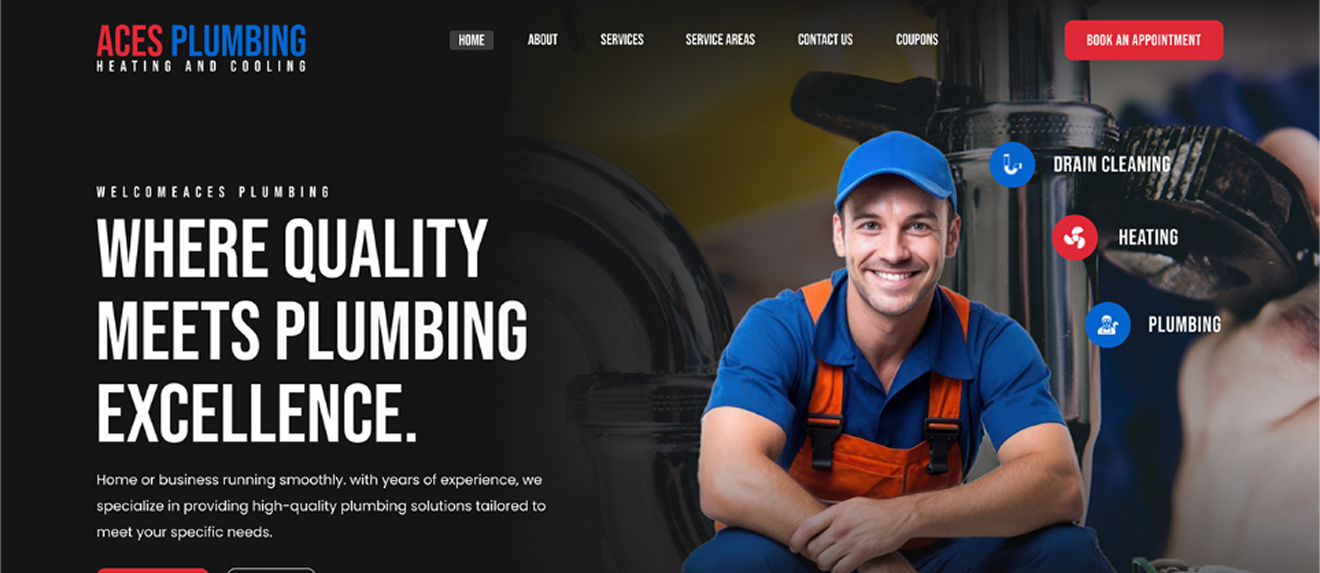 ACES PLUMBING
HEATING AND COOLING
HOME
ABOUT
SERVICES
SERVICE AREAS
CONTACT US
COUPONS
BOOK AN APPOINTMENT
WELCOMEACES PLUMBING
WHERE QUALITY
MEETS PLUMBING
EXCELLENCE.
Home or business running smoothly. with years of experience, we
specialize in providing high-quality plumbing solutions tailored to
meet your specific needs.
DRAIN CLEANING
HEATING
PLUMBING